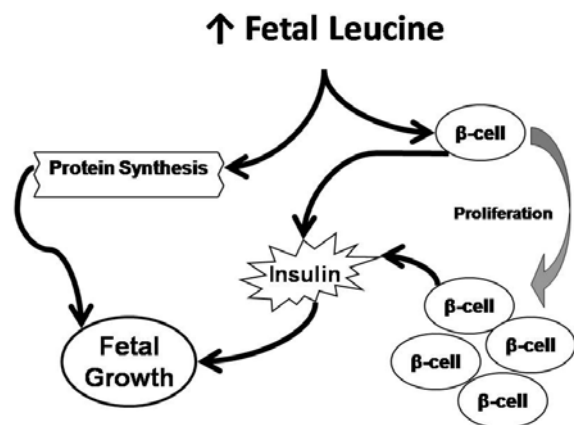 ↑ Fetal Leucine
β-cell
Protein Synthesis
Proliferation
Insulin
β-cell
β-cell
β-cell
β-cell
Fetal
Growth